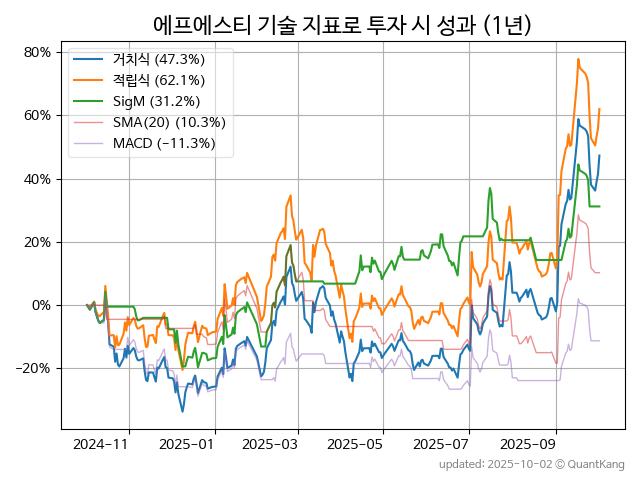 에프에스티 기술 지표로 투자 시 성과 (1년)
80%
60%
40%
20%
0%
−20%
거치식 (47.3%)
적립식 (62.1%)
SigM (31.2%)
SMA(20) (10.3%)
MACD (−11.3%)
2024-11
2025-01
2025-03
2025-05
2025-07
2025-09
updated: 2025-10-02 © QuantKang